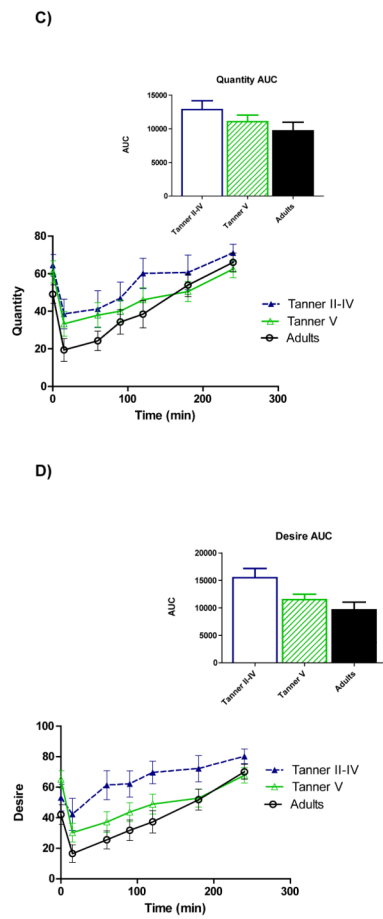 C)
Quantity AUC
15000
10000
5000
0
AUC
Tanner II-IV
Tanner V
Adults
80
60
40
20
0
Quantity
0
100
200
300
Time (min)
Tanner II-IV
Tanner V
Adults
D)
Desire AUC
20000
15000
10000
5000
0
AUC
Tanner II-IV
Tanner V
Adults
100
80
60
40
20
0
Desire
0
100
200
300
Time (min)
Tanner II-IV
Tanner V
Adults